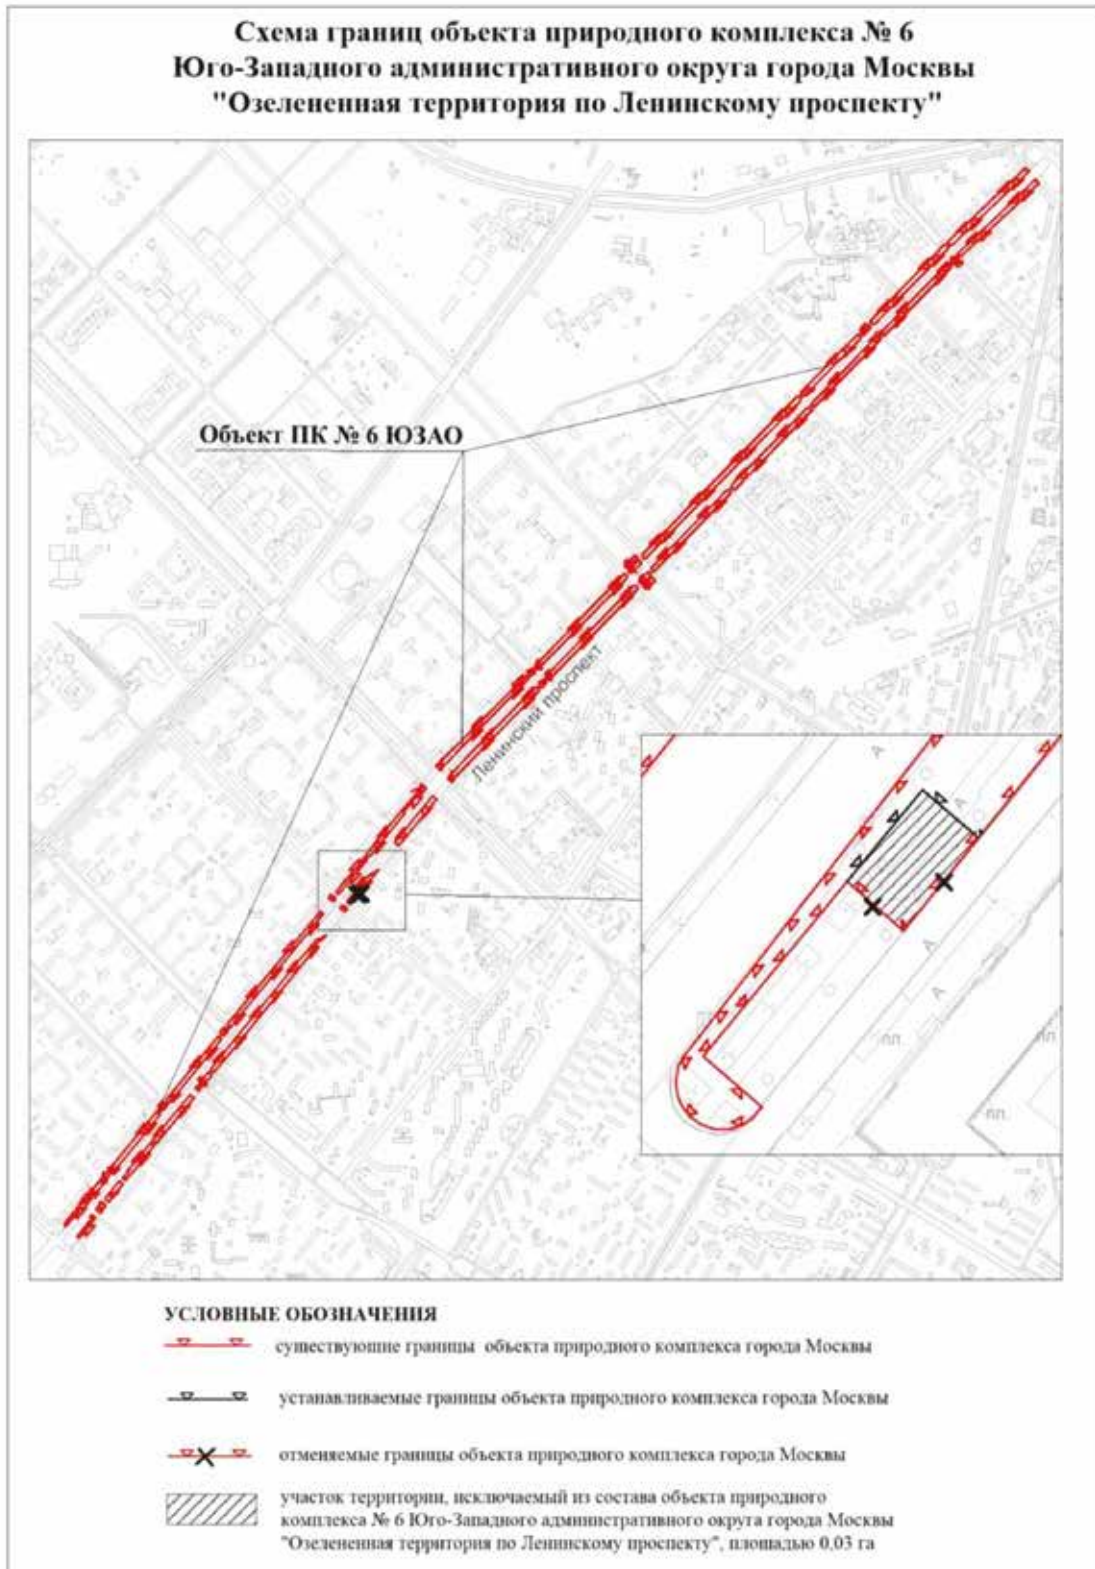 Схема границ объекта природного комплекса № 6
Юго-Западного административного округа города Москвы
"Озелененная территория по Ленинскому проспекту"
Объект ПК № 6 ЮЗАО
Ленинский проспект
А
А
А
А
пл.
пл.
пл.
УСЛОВНЫЕ ОБОЗНАЧЕНИЯ
существующие границы объекта природного комплекса города Москвы
устанавливаемые границы объекта природного комплекса города Москвы
отменяемые границы объекта природного комплекса города Москвы
участок территории, исключаемый из состава объекта природного
комплекса № 6 Юго-Западного административного округа города Москвы
"Озелененная территория по Ленинскому проспекту", площадью 0,03 га